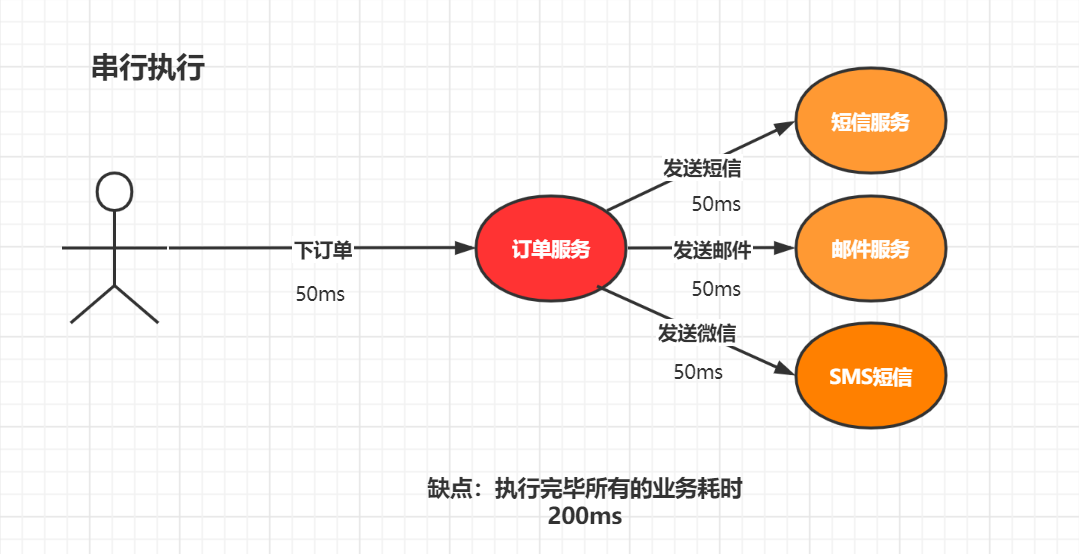 串行执行
短信服务
发送短信
50ms
下订单
50ms
订单服务
发送邮件
50ms
邮件服务
发送微信
50ms
SMS短信
缺点：执行完毕所有的业务耗时
200ms